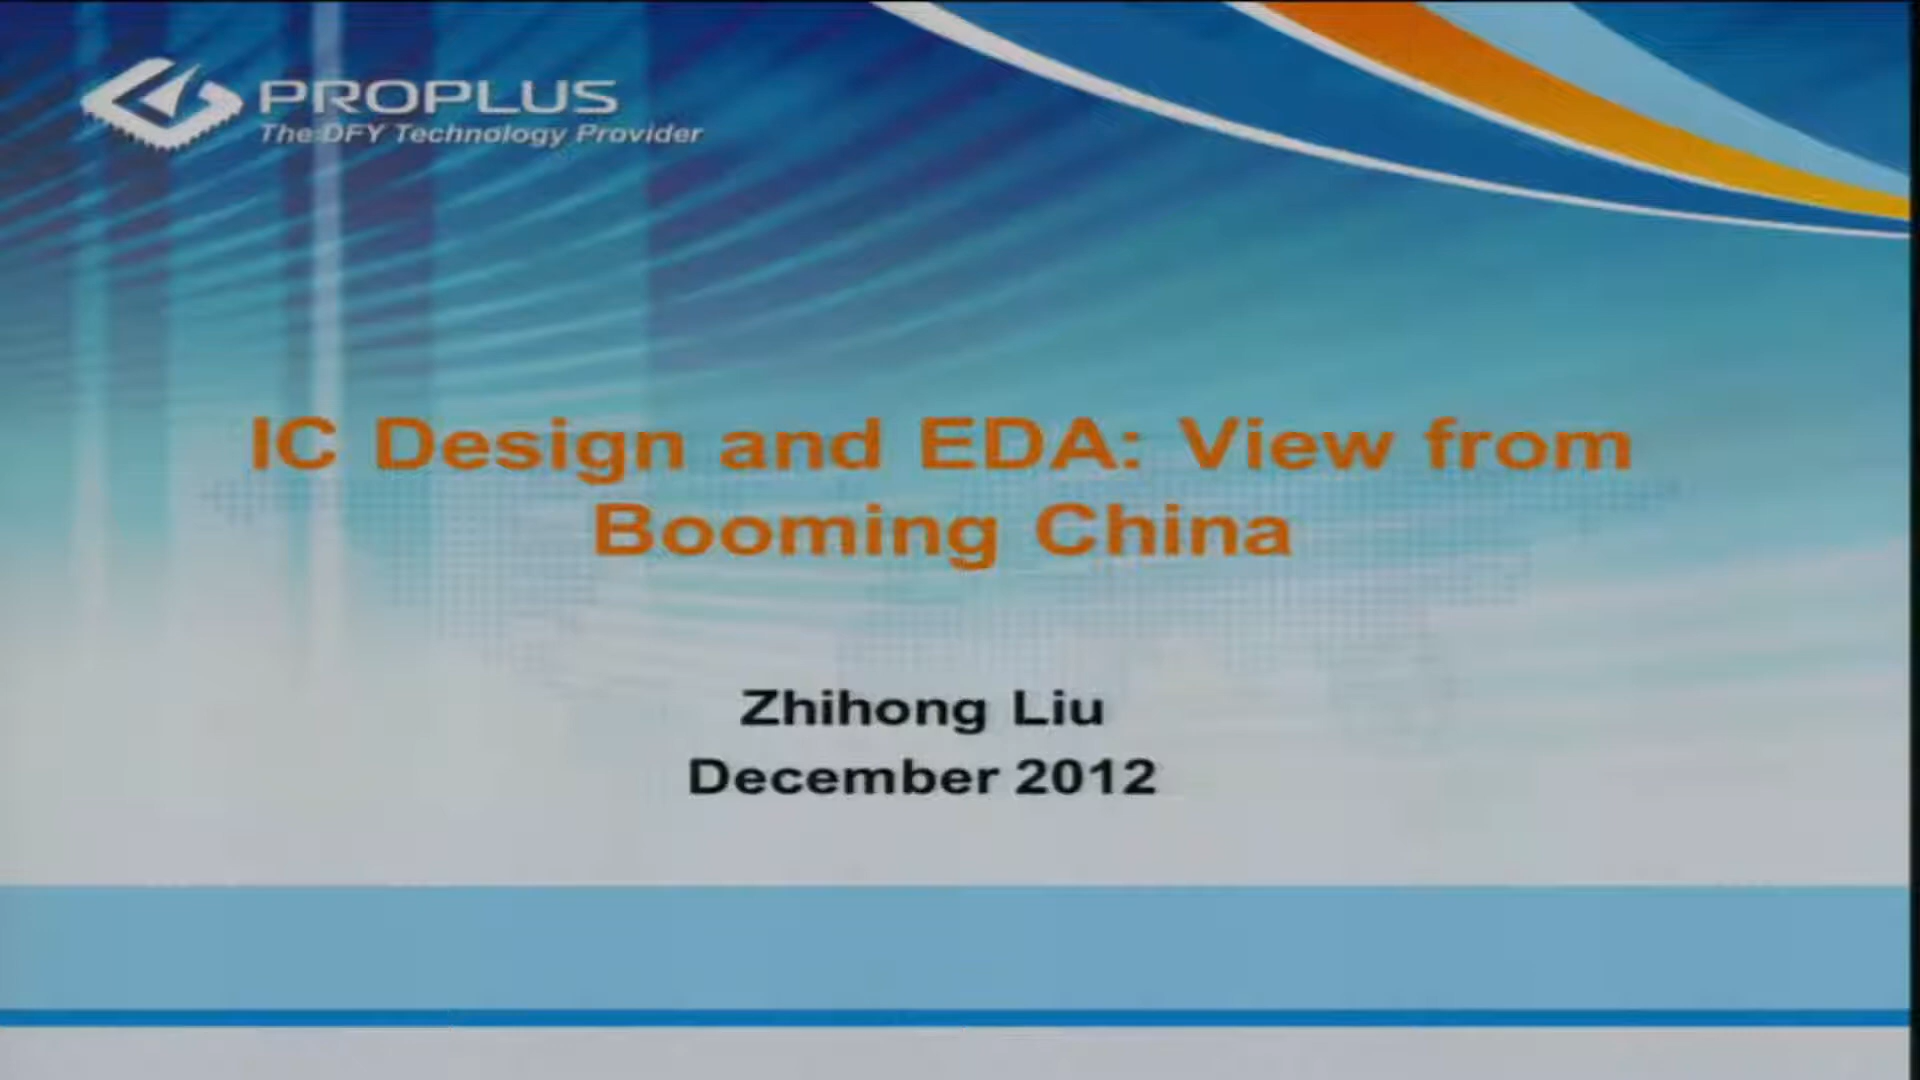 PROPLUS
The DFY Technology Provider
IC Design and EDA: View from
Booming China
Zhihong Liu
December 2012